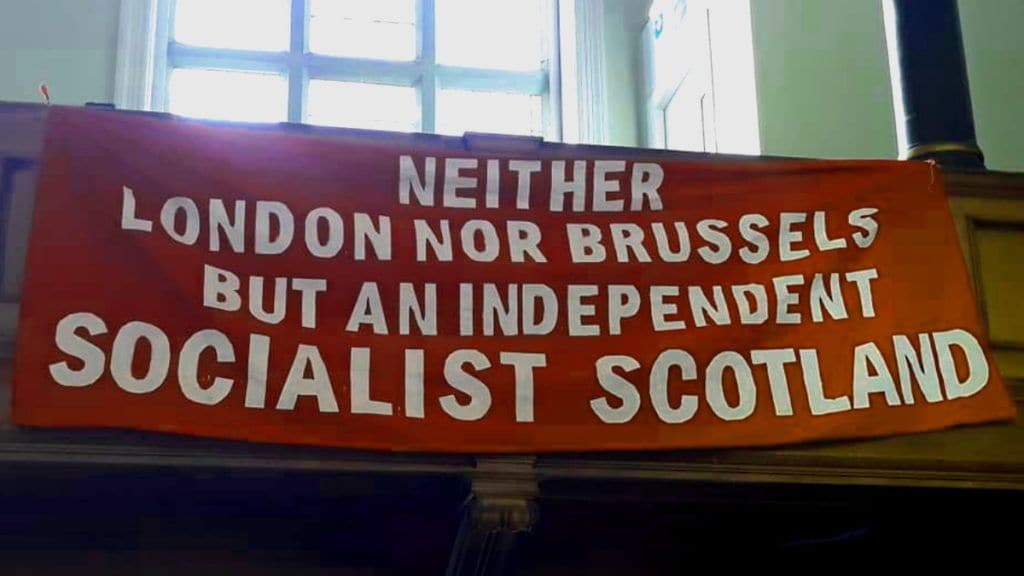 NEITHER
LONDON NOR BRUSSELS
BUT AN INDEPENDENT
SOCIALIST SCOTLAND